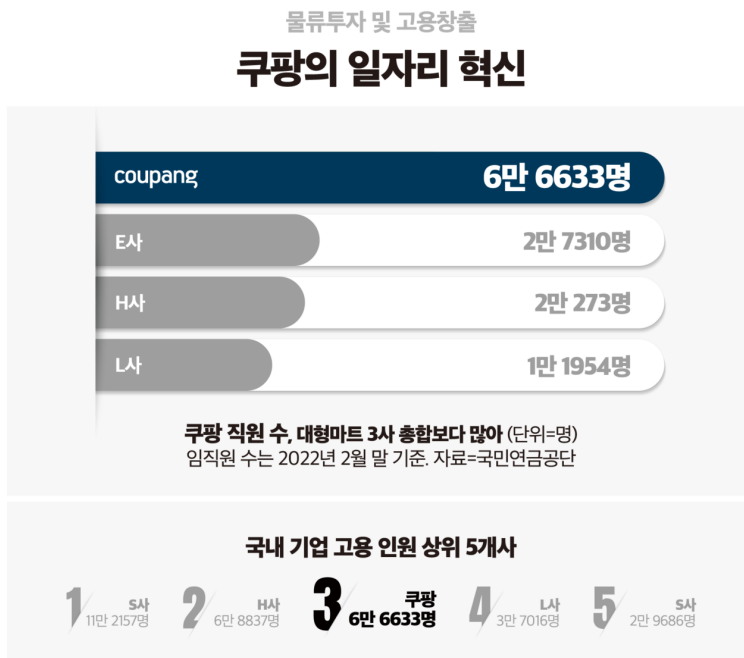 물류투자 및 고용창출
쿠팡의 일자리 혁신
coupang 6만 6633명
E사 2만 7310명
H사 2만 273명
L사 1만 1954명
쿠팡 직원 수, 대형마트 3사 총합보다 많아 (단위=명)
임직원 수는 2022년 2월 말 기준. 자료=국민연금공단
국내 기업 고용 인원 상위 5개사
1 S사 11만 2157명
2 H사 6만 8837명
3 쿠팡 6만 6633명
4 L사 3만 7016명
5 S사 2만 9686명